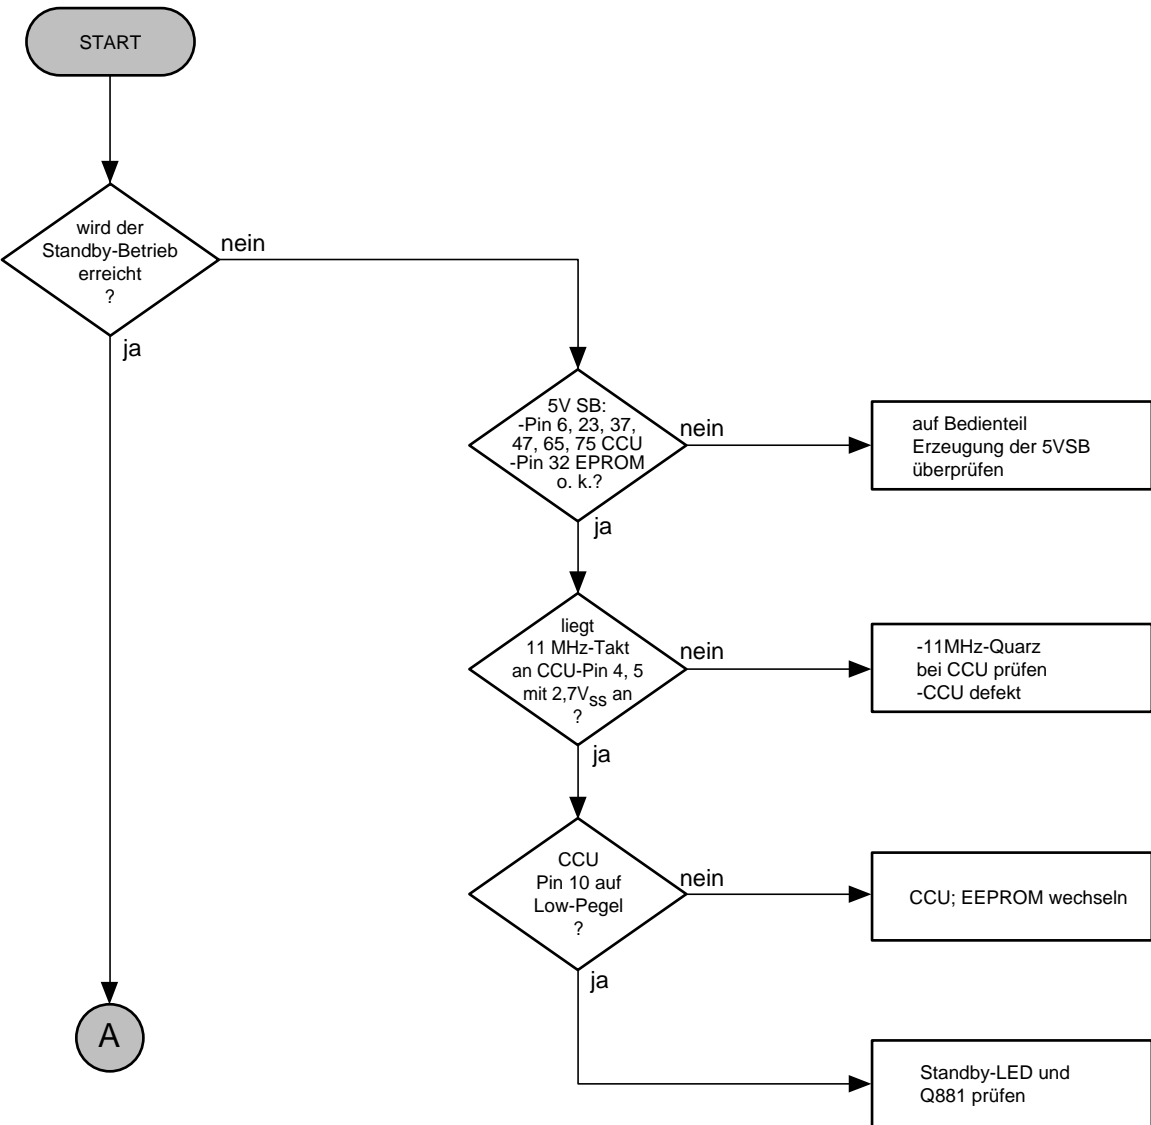 START
wird der
Standby-Betrieb
erreicht
?
nein
ja
5V SB:
-Pin 6, 23, 37,
47, 65, 75 CCU
-Pin 32 EPROM
o. k.?
nein
auf Bedienteil
Erzeugung der 5VSB
überprüfen
ja
liegt
11 MHz-Takt
an CCU-Pin 4, 5
mit 2,7VSS an
?
nein
-11MHz-Quarz
bei CCU prüfen
-CCU defekt
ja
CCU
Pin 10 auf
Low-Pegel
?
nein
CCU; EEPROM wechseln
ja
A
Standby-LED und
Q881 prüfen